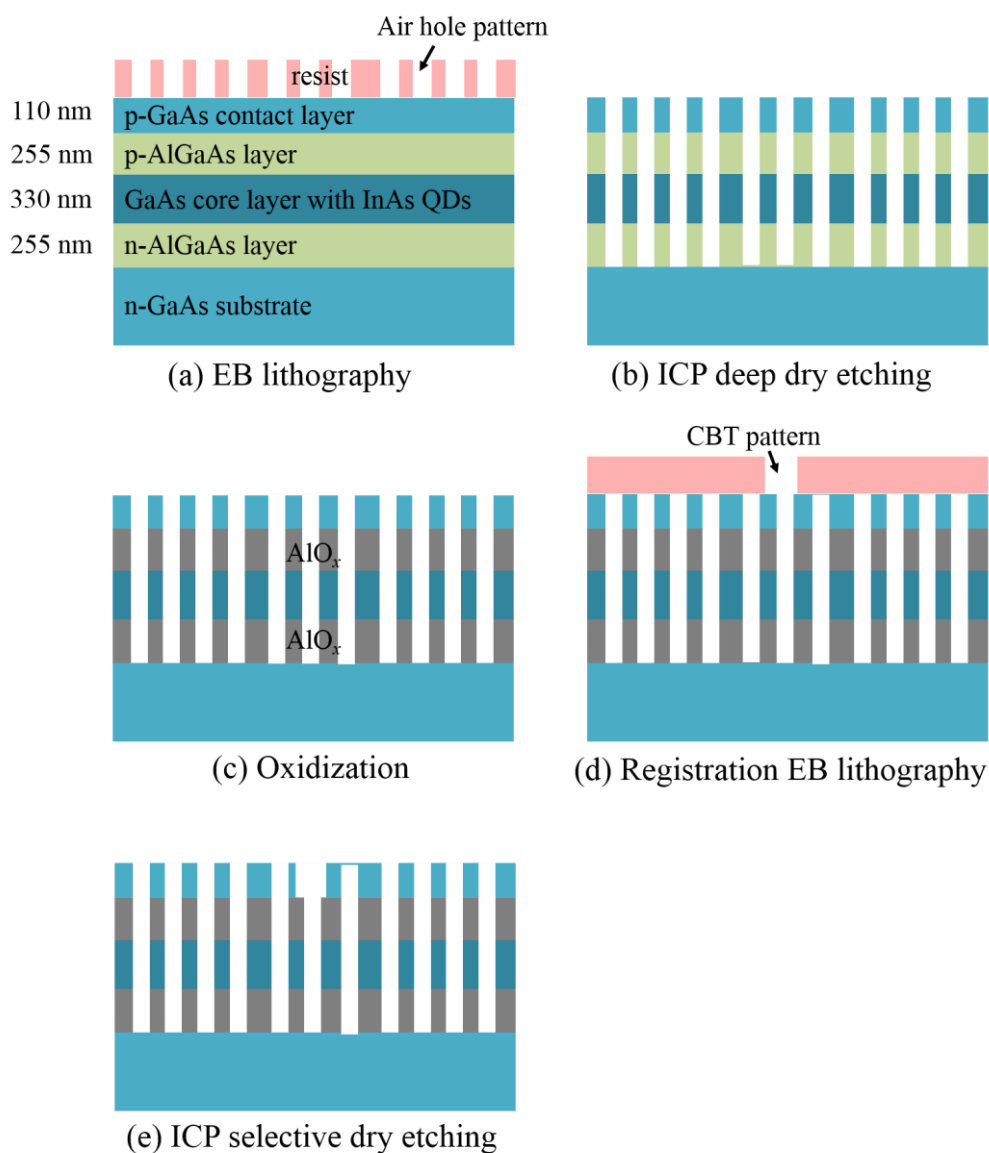 Air hole pattern
resist
110 nm
p-GaAs contact layer
255 nm
p-AlGaAs layer
330 nm
GaAs core layer with InAs QDs
255 nm
n-AlGaAs layer
n-GaAs substrate
(a) EB lithography
(b) ICP deep dry etching
CBT pattern
AlOx
AlOx
(c) Oxidization
(d) Registration EB lithography
(e) ICP selective dry etching